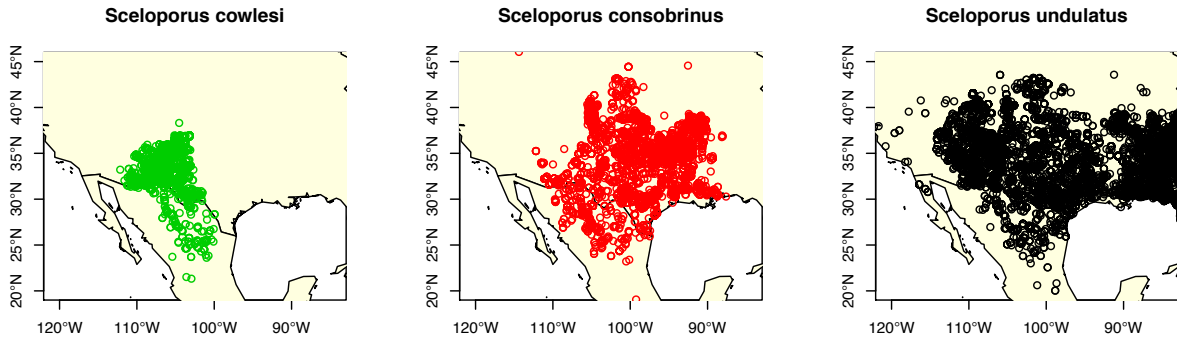 Sceloporus cowlesi
Sceloporus consobrinus
Sceloporus undulatus
45°N
40°N
35°N
30°N
25°N
20°N
120°W
110°W
100°W
90°W
45°N
40°N
35°N
30°N
25°N
20°N
120°W
110°W
100°W
90°W
45°N
40°N
35°N
30°N
25°N
20°N
120°W
110°W
100°W
90°W